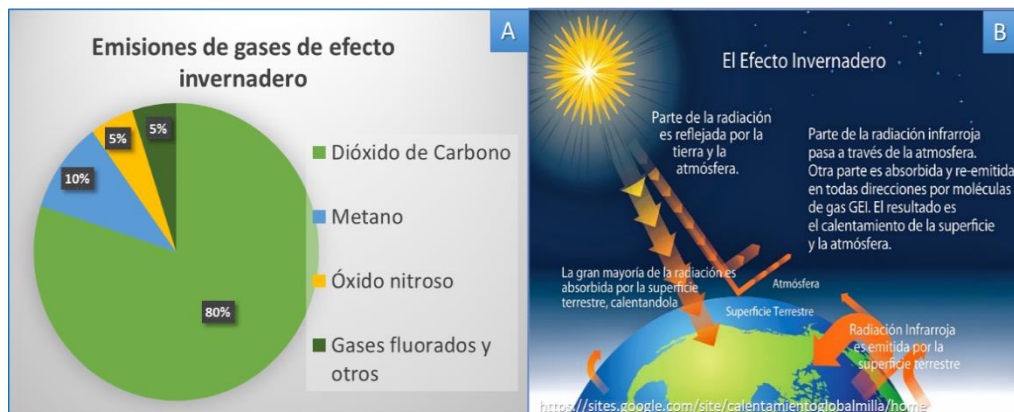 A
Emisiones de gases de efecto
invernadero
5%
5%
10%
80%
Dióxido de Carbono
Metano
Óxido nitroso
Gases fluorados y
otros
B
El Efecto Invernadero
Parte de la radiación
es reflejada por la
tierra y la
atmósfera.
Parte de la radiación infrarroja
pasa a través de la atmosfera.
Otra parte es absorbida y re-emitida
en todas direcciones por moléculas
de gas GEI. El resultado es
el calentamiento de la superficie
y la atmósfera.
La gran mayoría de la radiación es
absorbida por la superficie
terrestre, calentandola
Atmósfera
Superficie Terrestre
Radiación Infrarroja
es emitida por la
superficie terrestre
https://sites.google.com/site/calentamientoglobalmilla/home